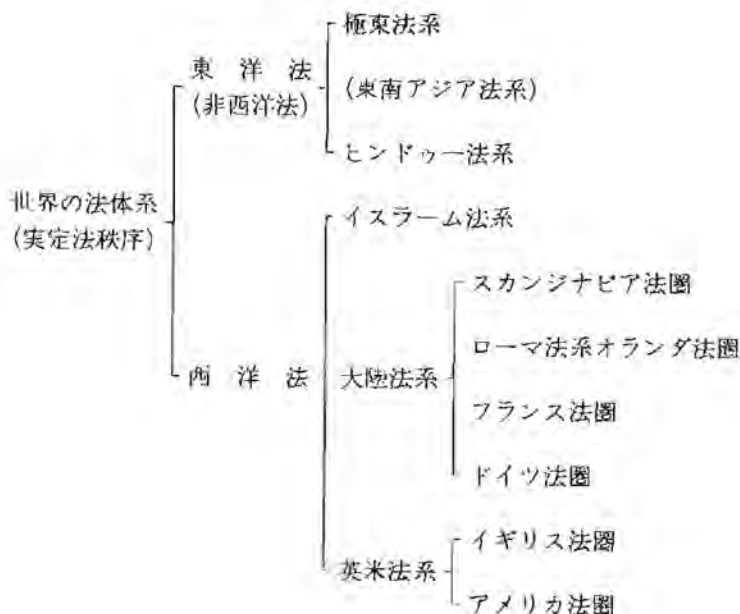 極東法系
東洋法
(非西洋法)
(東南アジア法系)
ヒンドゥー法系
世界の法体系
(実定法秩序)
イスラーム法系
スカンジナビア法圏
ローマ法系オランダ法圏
西洋法
大陸法系
フランス法圏
ドイツ法圏
イギリス法圏
英米法系
アメリカ法圏